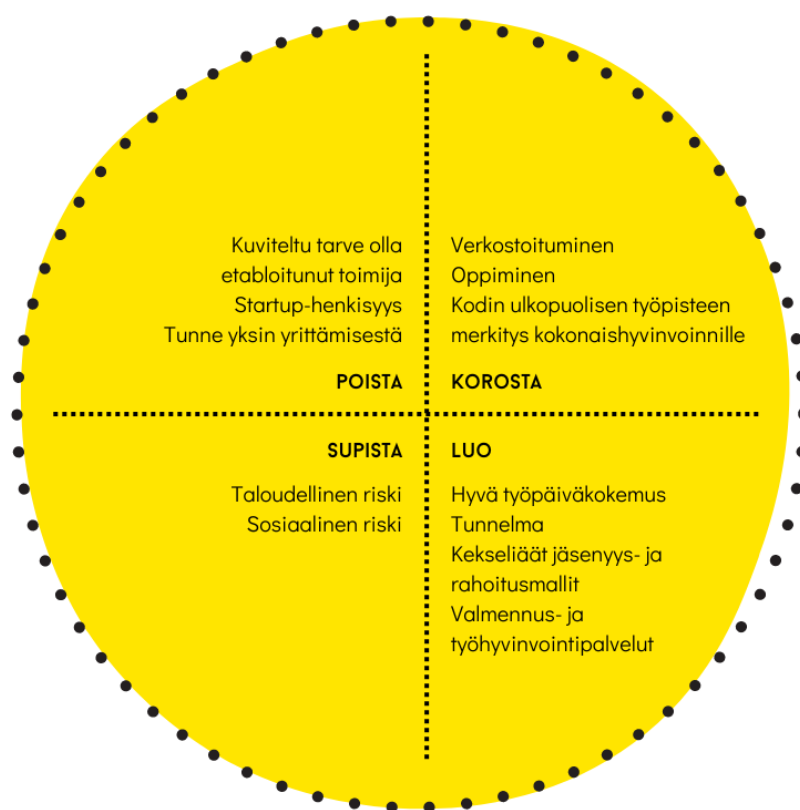 Kuviteltu tarve olla
etabloitunut toimija
Startup-henkisyys
Tunne yksin yrittämisestä
POISTA
Verkostoituminen
Oppiminen
Kodin ulkopuolisen työpisteen
merkitys kokonaishyvinvoinnille
KOROSTA
SUPISTA
Taloudellinen riski
Sosiaalinen riski
LUO
Hyvä työpäiväkokemus
Tunnelma
Kekseliäät jäsenyys- ja
rahoitusmallit
Valmennus- ja
työhyvinvointipalvelut